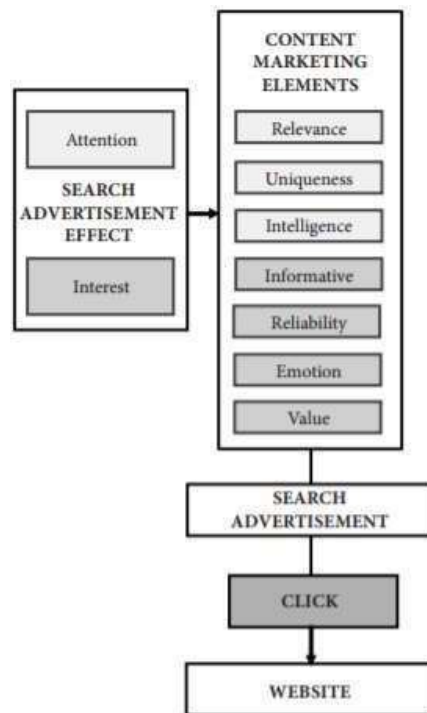 Attention
SEARCH
ADVERTISEMENT
EFFECT
Interest
CONTENT
MARKETING
ELEMENTS
Relevance
Uniqueness
Intelligence
Informative
Reliability
Emotion
Value
SEARCH
ADVERTISEMENT
CLICK
WEBSITE